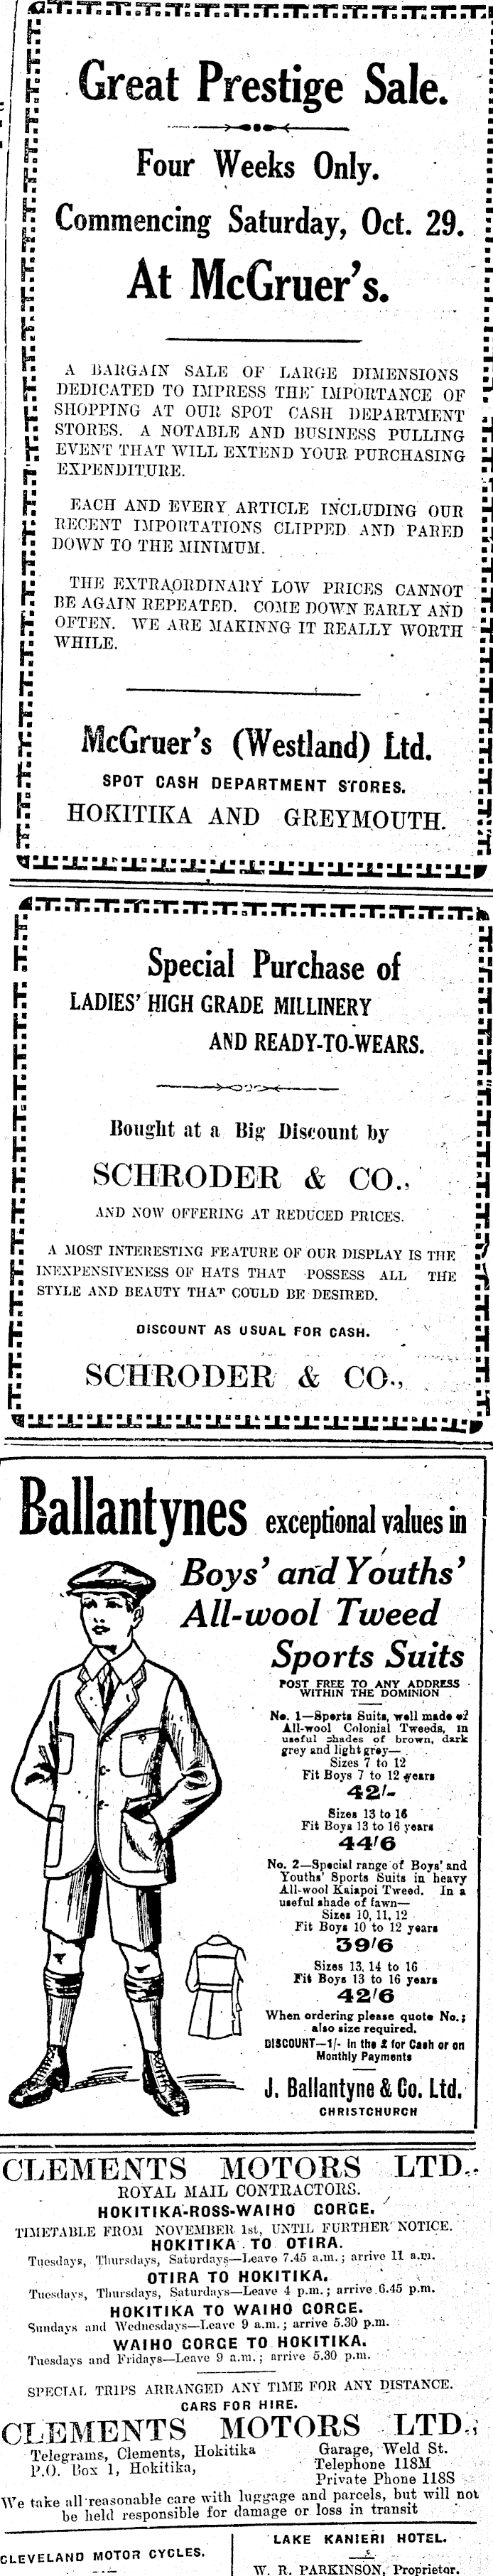 Great Prestige Sale.
Four Weeks Only.
Commencing Saturday, Oct. 29.
At McGruer's.
A BARGAIN SALE OF LARGE DIMENSIONS
DEDICATED TO IMPRESS THE IMPORTANCE OF
SHOPPING AT OUR SPOT CASH DEPARTMENT
STORES. A NOTABLE AND BUSINESS PULLING
EVENT THAT WILL EXTEND YOUR PURCHASING
EXPENDITURE.
EACH AND EVERY ARTICLE INCLUDING OUR
RECENT IMPORTATIONS CLIPPED AND PARED
DOWN TO THE MINIMUM.
THE EXTRAORDINARY LOW PRICES CANNOT
BE AGAIN REPEATED. COME DOWN EARLY AND
OFTEN. WE ARE MAKINNG IT REALLY WORTH
WHILE.
McGruer's (Westland) Ltd.
SPOT CASH DEPARTMENT STORES.
HOKITIKA AND GREYMOUTH.
Special Purchase of
LADIES' HIGH GRADE MILLINERY
AND READY-TO-WEARS.
Bought at a Big Discount by
SCHRODER & CO.,
AND NOW OFFERING AT REDUCED PRICES.
A MOST INTERESTING FEATURE OF OUR DISPLAY IS THE
INEXPENSIVENESS OF HATS THAT POSSESS ALL THE
STYLE AND BEAUTY THAT COULD BE DESIRED.
DISCOUNT AS USUAL FOR CASH.
SCHRODER & CO.,
Ballantynes exceptional values in
Boys' and Youths'
All-wool Tweed
Sports Suits
POST FREE TO ANY ADDRESS
WITHIN THE DOMINION
No. 1—Sports Suits, well made of
All-wool Colonial Tweeds, in
useful shades of brown, dark
grey and light grey—
Sizes 7 to 12
Fit Boys 7 to 12 years
42/-
Sizes 13 to 16
Fit Boys 13 to 16 years
44/6
No. 2—Special range of Boys' and
Youths' Sports Suits in heavy
All-wool Kaiapoi Tweed. In a
useful shade of fawn—
Sizes 10, 11, 12
Fit Boys 10 to 12 years
39/6
Sizes 13, 14 to 16
Fit Boys 13 to 16 years
42/6
When ordering please quote No.;
also size required.
DISCOUNT—1/- in the £ for Cash or on
Monthly Payments
J. Ballantyne & Co. Ltd.
CHRISTCHURCH
CLEMENTS MOTORS LTD.
ROYAL MAIL CONTRACTORS.
HOKITIKA-ROSS-WAIHO GORGE.
TIMETABLE FROM NOVEMBER 1st, UNTIL FURTHER NOTICE.
HOKITIKA TO OTIRA.
Tuesdays, Thursdays, Saturdays—Leave 7.45 a.m.; arrive 11 a.m.
OTIRA TO HOKITIKA.
Tuesdays, Thursdays, Saturdays—Leave 4 p.m.; arrive 6.45 p.m.
HOKITIKA TO WAIHO GORGE.
Sundays and Wednesdays—Leave 9 a.m.; arrive 5.30 p.m.
WAIHO GORGE TO HOKITIKA.
Tuesdays and Fridays—Leave 9 a.m.; arrive 5.30 p.m.
SPECIAL TRIPS ARRANGED ANY TIME FOR ANY DISTANCE.
CARS FOR HIRE.
CLEMENTS MOTORS LTD.,
Telegrams, Clements, Hokitika
P.O. Box 1, Hokitika,
Garage, Weld St.
Telephone 118M
Private Phone 118S
We take all reasonable care with luggage and parcels, but will not
be held responsible for damage or loss in transit
CLEVELAND MOTOR CYCLES.
LAKE KANIERI HOTEL.
W. R. PARKINSON, Proprietor.